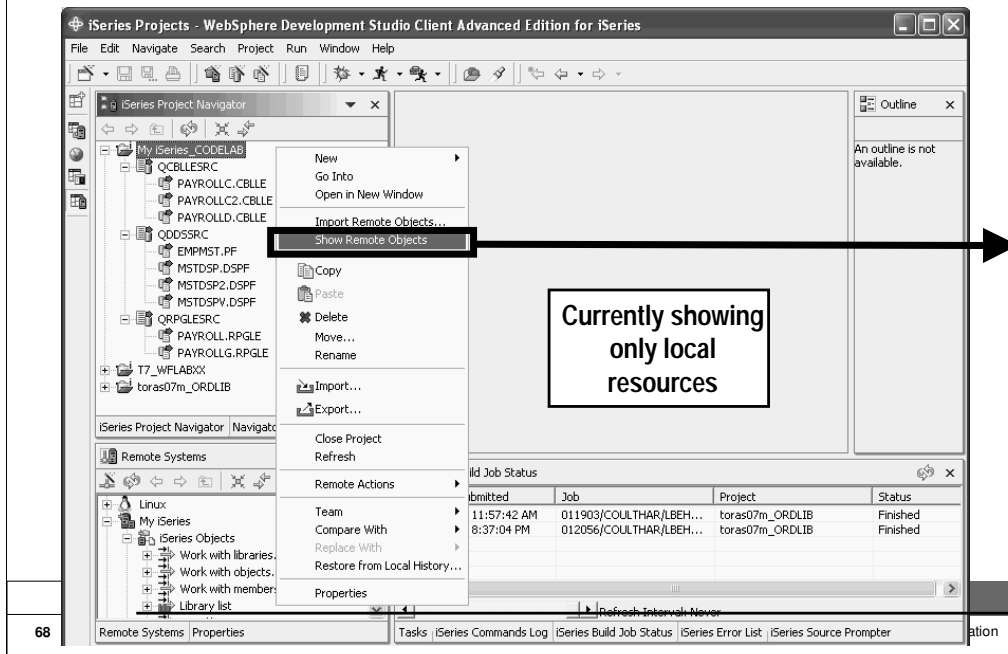 iSeries Projects - WebSphere Development Studio Client Advanced Edition for iSeries
File Edit Navigate Search Project Run Window Help
iSeries Project Navigator
My iSeries_CODELAB
QCBLLESRC
PAYROLLC.CBLLE
PAYROLLC2.CBLLE
PAYROLLD.CBLLE
QDDSSRC
EMPMST.PF
MSTDSP.DSPF
MSTDSP2.DSPF
MSTDSPV.DSPF
QRPGLESRC
PAYROLL.RPGLE
PAYROLLG.RPGLE
T7_WFLABXX
toras07m_ORDLIB
iSeries Project Navigator Navigato
New
Go Into
Open in New Window
Import Remote Objects...
Show Remote Objects
Copy
Paste
Delete
Move...
Rename
Import...
Export...
Close Project
Refresh
Remote Actions
Team
Compare With
Replace With
Restore from Local History...
Properties
Currently showing
only local
resources
Outline
An outline is not
available.
Remote Systems
Linux
My iSeries
iSeries Objects
Work with libraries.
Work with objects.
Work with member
Library list
Remote Systems Properties
ild Job Status
bmitted Job Project Status
11:57:42 AM 011903/COULTHAR/LBEH... toras07m_ORDLIB Finished
8:37:04 PM 012056/COULTHAR/LBEH... toras07m_ORDLIB Finished
Refresh Interval: Never
Tasks iSeries Commands Log iSeries Build Job Status iSeries Error List iSeries Source Prompter
68
ation